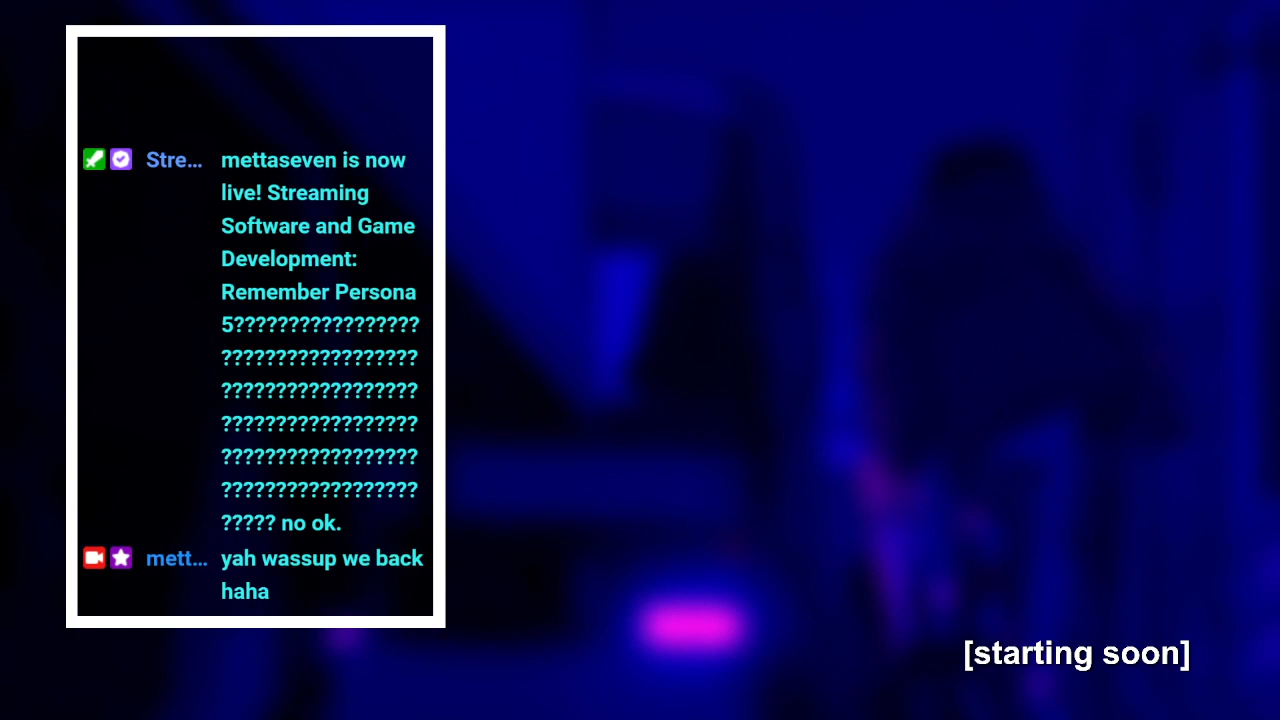 Stre... mettaseven is now
live! Streaming
Software and Game
Development:
Remember Persona
5?????????????????
??????????????????
??????????????????
??????????????????
??????????????????
??????????????????
????? no ok.
mett... yah wassup we back
haha
[starting soon]